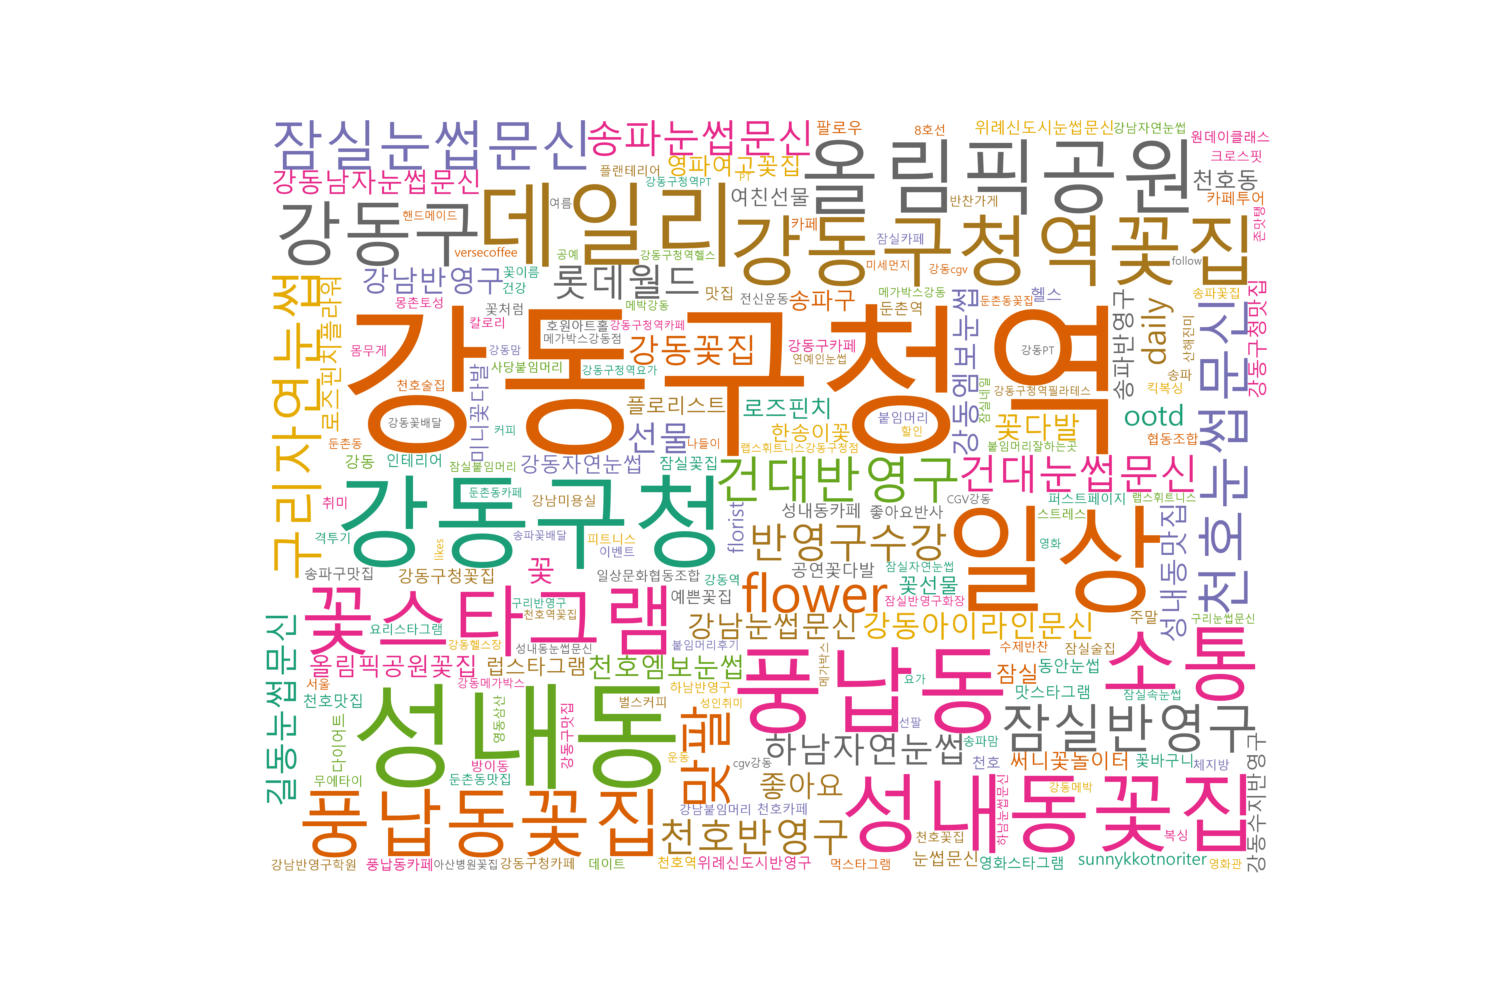 잠실눈썹문신
송파눈썹문신
팔로우
8호선
위례신도시눈썹문신
강남자연눈썹
원데이클래스
크로스핏
강동남자눈썹문신
플랜테리어
영파여고꽃집
강동구청역PT
PT
올림픽공원
천호동
카페투어
존맛탱
강동구
핸드메이드
데일리
여름
여친선물
반찬가게
카페
잠실카페
강동구청역꽃집
versecoffee
공예
강동구청역헬스
미세먼지
강동cgv
follow
구리자연눈썹
로즈핀치플라워
강남반영구
꽃이름
건강
롯데월드
맛집
전신운동
송파구
메가박스강동
둔촌역
둔촌동꽃집
헬스
송파꽃집
강동구청맛집
몽촌토성
꽃처럼
메박강동
칼로리
호원아트홀
강동구청역카페
메가박스강동점
강동구청역
강동꽃집
강동구카페
연예인눈썹
강동PT
강동엠보눈썹
송파반영구
daily
산해진미
천호눈썹문신
몸무게
강동맘
사당붙임머리
강동구청역요가
송파
킥복싱
천호술집
미니꽃다발
강동구청역필라테스
잠실네일
강동꽃배달
커피
플로리스트
로즈핀치
붙임머리
할인
꽃다발
ootd
협동조합
둔촌동
선물
나들이
한송이꽃
랩스휘트니스강동구청점
붙임머리잘하는곳
강동
인테리어
잠실붙임머리
강동자연눈썹
잠실꽃집
건대반영구
건대눈썹문신
취미
강동구청
둔촌동카페
강남미용실
CGV강동
퍼스트페이지
랩스휘트니스
성내동카페
좋아요반사
스트레스
성내동맛집
격투기
likes
송파꽃배달
피트니스
이벤트
florist
반영구수강
일상
영화
송파구맛집
강동구청꽃집
꽃
일상문화협동조합
강동역
공연꽃다발
잠실자연눈썹
꽃선물
꽃스타그램
구리반영구
천호역꽃집
예쁜꽃집
flower
잠실반영구화장
주말
구리눈썹문신
길동눈썹문신
요리스타그램
강동헬스장
성내동눈썹문신
붙임머리후기
강남눈썹문신
강동아이라인문신
수제반찬
잠실술집
소통
올림픽공원꽃집
럽스타그램
천호엠보눈썹
메가박스
풍납동
요가
잠실
동안눈썹
서울
강동메가박스
하남반영구
맛스타그램
잠실속눈썹
천호맛집
성내동
영동삼산
강동구맛집
벌스커피
성인취미
선팔
잠실반영구
다이어트
방이동
맞팔
운동
cgv강동
하남자연눈썹
송파맘
천호
써니꽃놀이터
꽃바구니
체지방
강동수지반영구
무에타이
둔촌동맛집
좋아요
하남눈썹문신
강동메박
풍납동꽃집
강남붙임머리
천호카페
천호반영구
성내동꽃집
천호꽃집
복싱
강남반영구학원
풍납동카페
아산병원꽃집
강동구청카페
데이트
천호역
위례신도시반영구
먹스타그램
눈썹문신
영화스타그램
sunnykkotnoriter
영화관